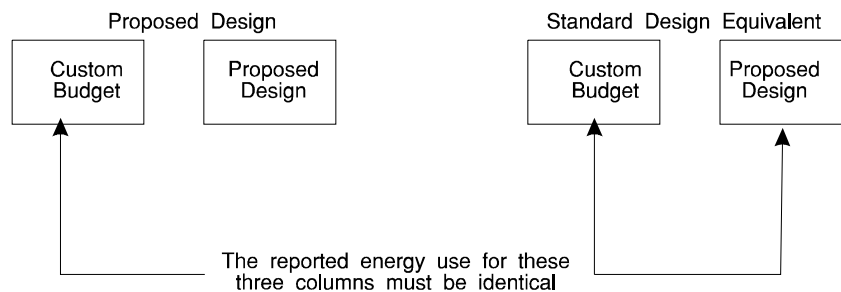 Proposed Design
Standard Design Equivalent
Custom
Budget
Proposed
Design
Custom
Budget
Proposed
Design
The reported energy use for these
three columns must be identical